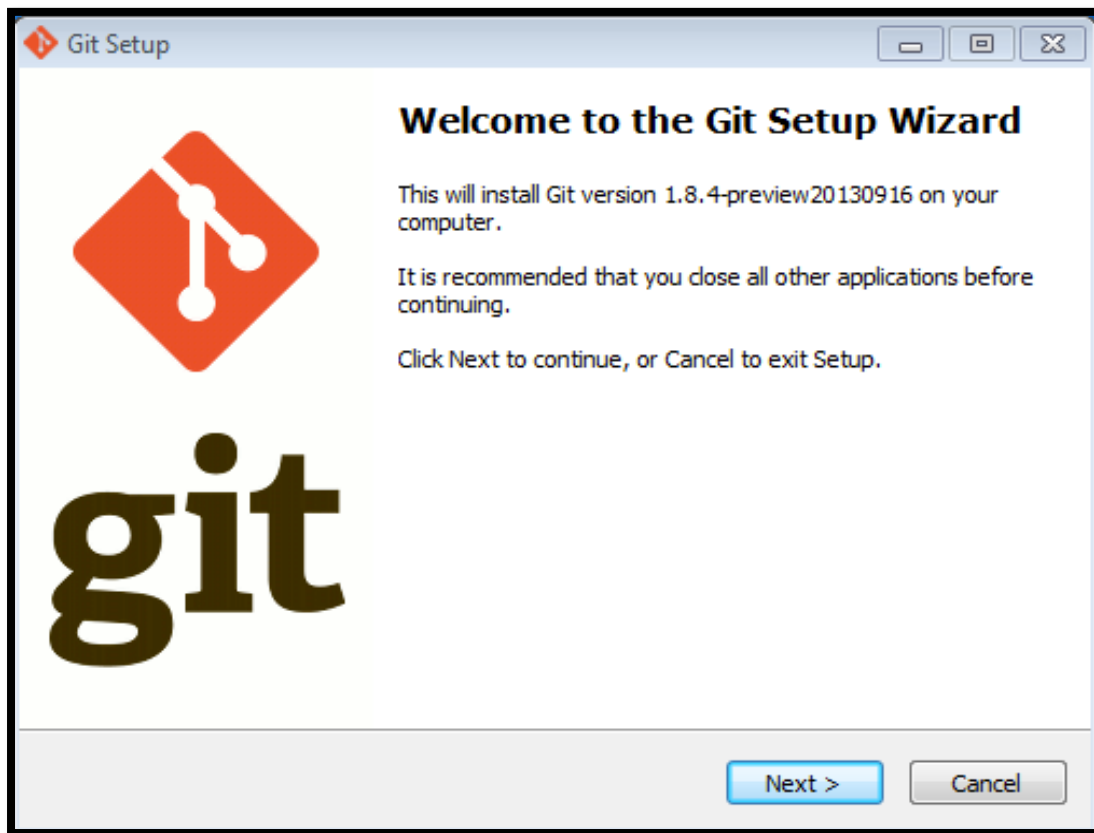 Git Setup
Welcome to the Git Setup Wizard
This will install Git version 1.8.4-preview20130916 on your
computer.
It is recommended that you close all other applications before
continuing.
Click Next to continue, or Cancel to exit Setup.
git
Next >
Cancel